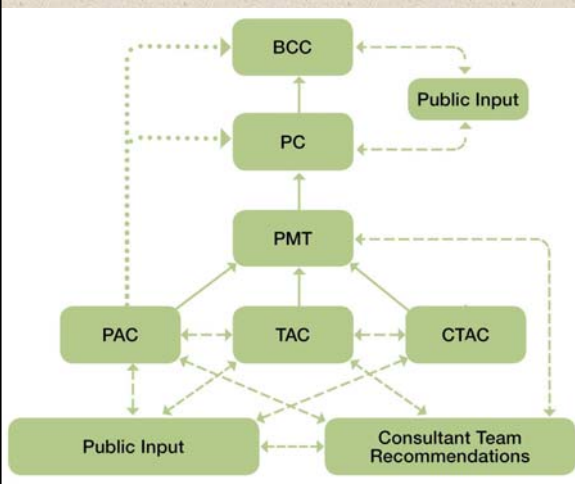 BCC
Public Input
PC
PMT
PAC
TAC
CTAC
Public Input
Consultant Team
Recommendations